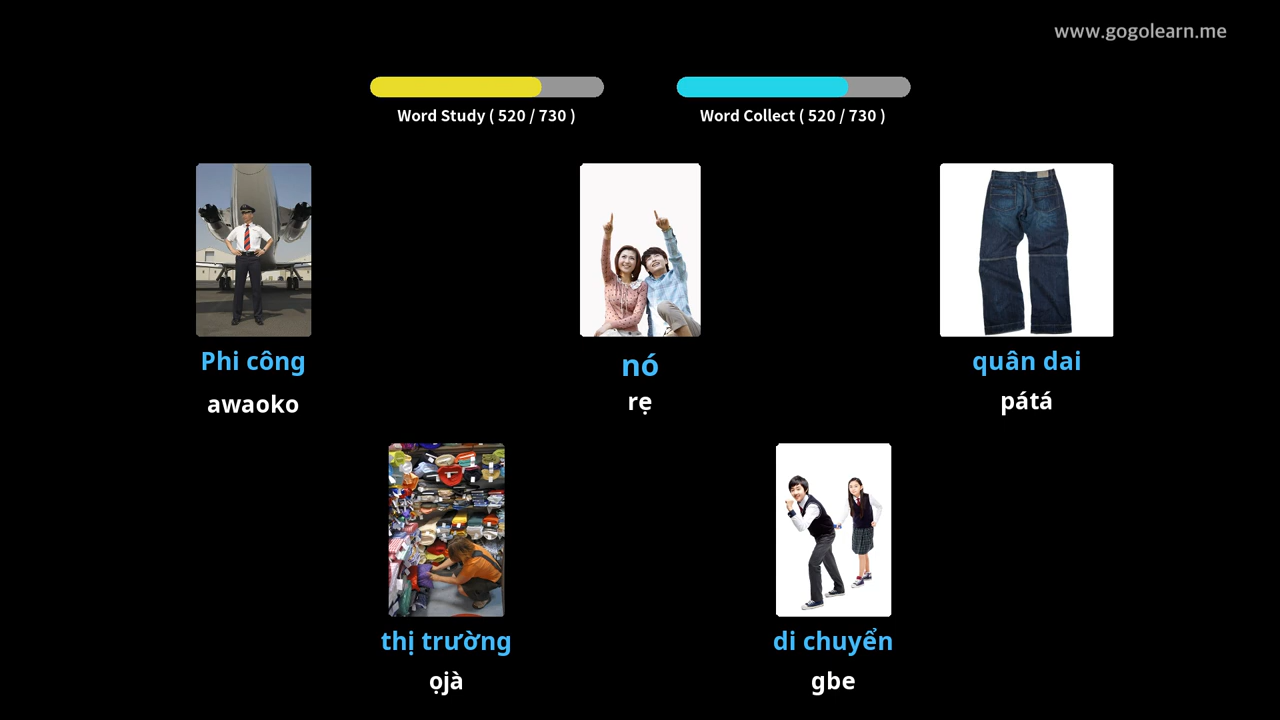 www.gogolearn.me
Word Study ( 520 / 730 )
Word Collect ( 520 / 730 )
Phi công
awaoko
nó
rẹ
quân dai
pátá
thị trường
ọjà
di chuyển
gbe